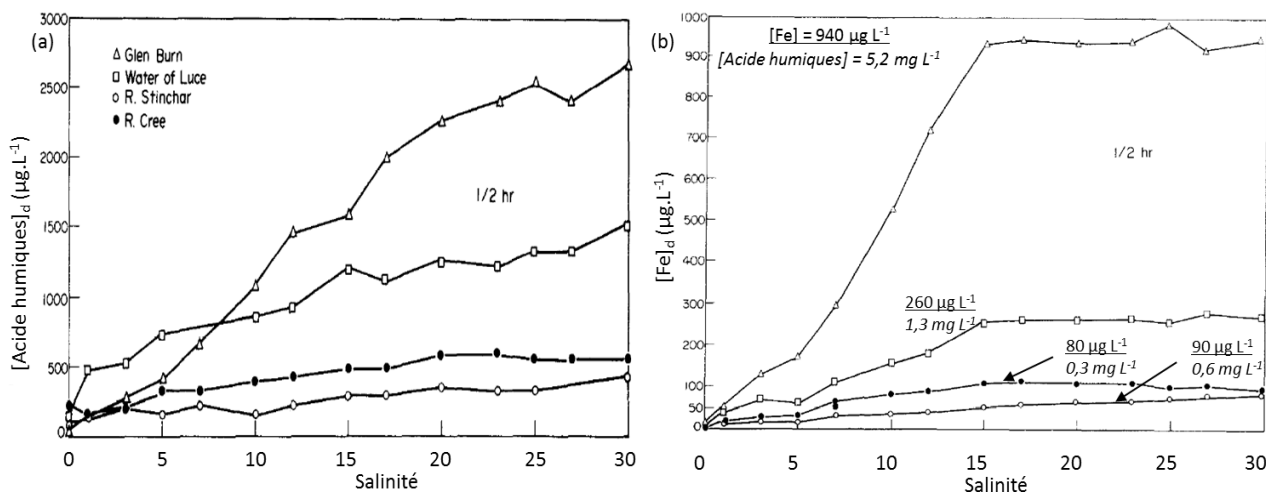 (a)
3000
2500
2000
1500
1000
500
0
[Acide humiques]d (µg.L-1)
Glen Burn
Water of Luce
R. Stinchar
R. Cree
1/2 hr
0 5 10 15 20 25 30
Salinité
(b)
1000
900
800
700
600
500
400
300
200
100
50
0
[Fe]d (µg.L-1)
[Fe] = 940 µg L-1
[Acide humiques] = 5,2 mg L-1
1/2 hr
260 µg L-1
1,3 mg L-1
80 µg L-1
0,3 mg L-1
90 µg L-1
0,6 mg L-1
0 5 10 15 20 25 30
Salinité